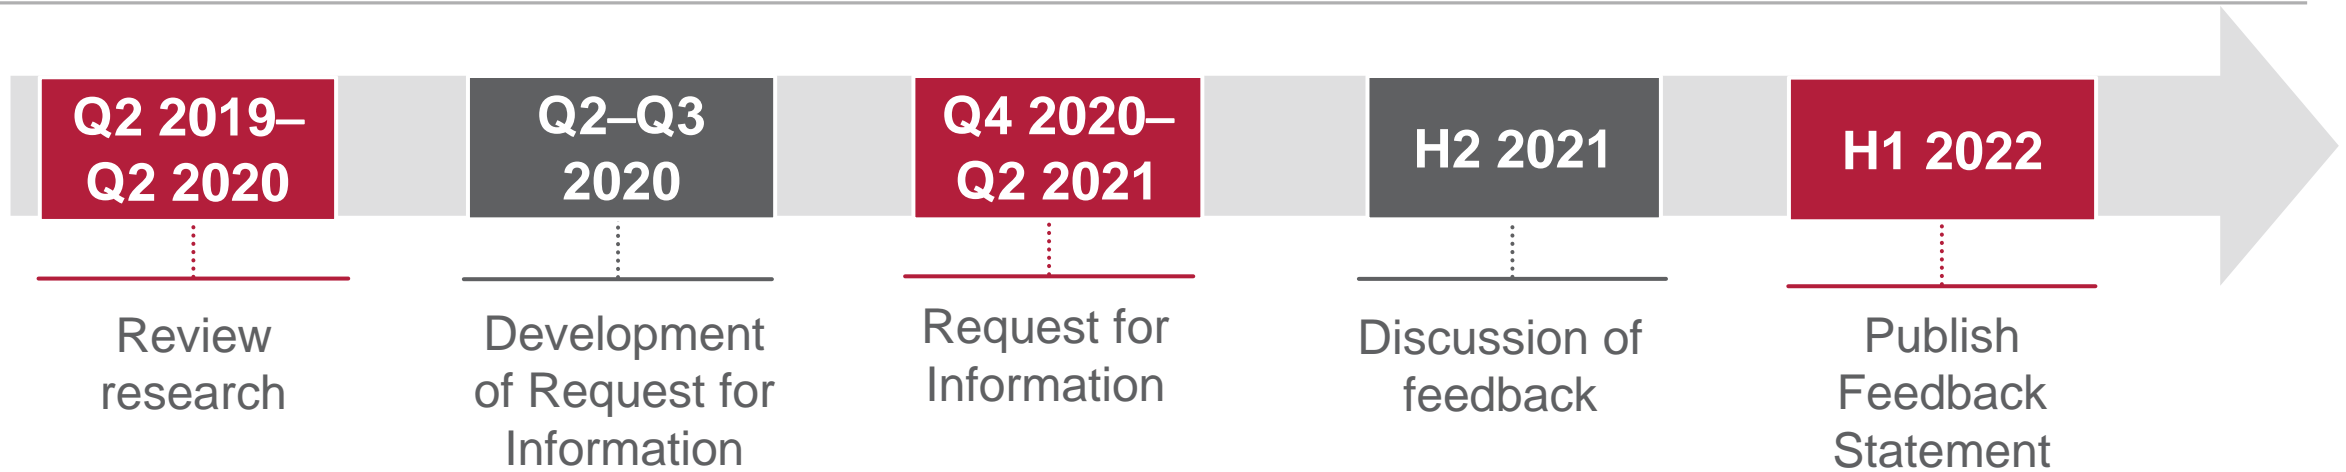 Q2 2019–
Q2 2020
Q2–Q3
2020
Q4 2020–
Q2 2021
H2 2021
H1 2022
Review
research
Development
of Request for
Information
Request for
Information
Discussion of
feedback
Publish
Feedback
Statement